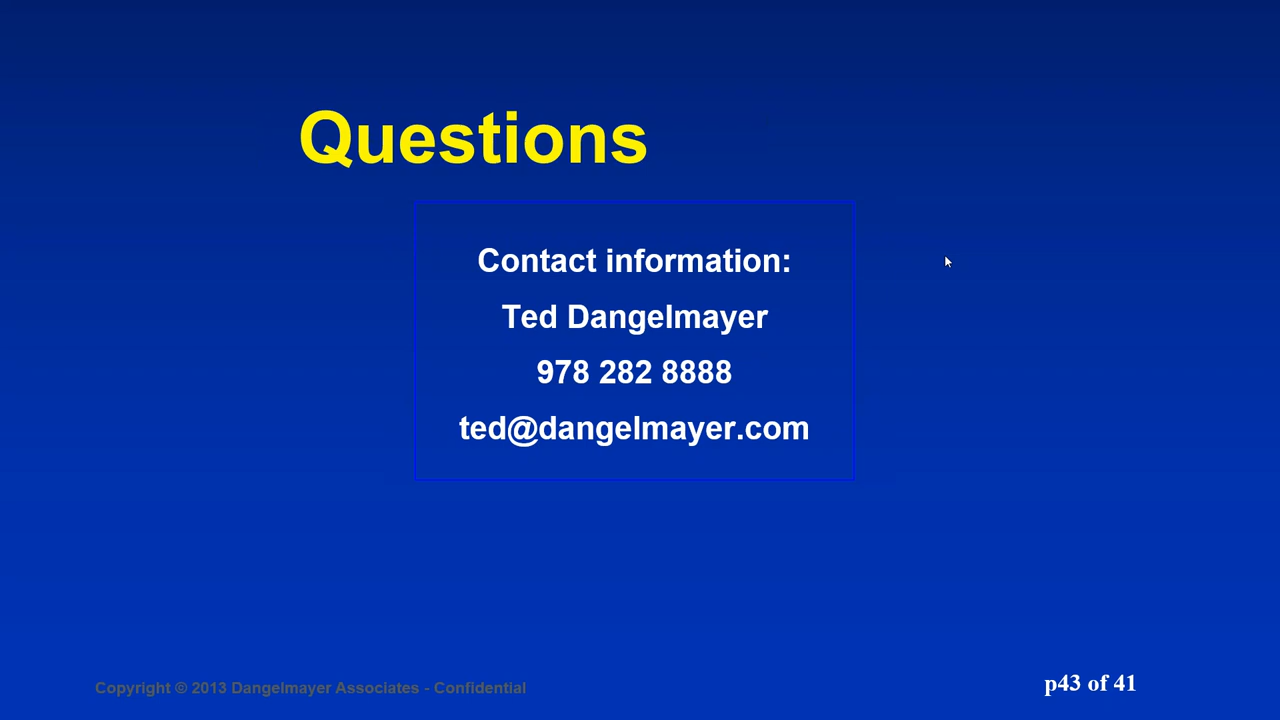 Questions
Contact information:
Ted Dangelmayer
978 282 8888
ted@dangelmayer.com
Copyright © 2013 Dangelmayer Associates - Confidential
p43 of 41